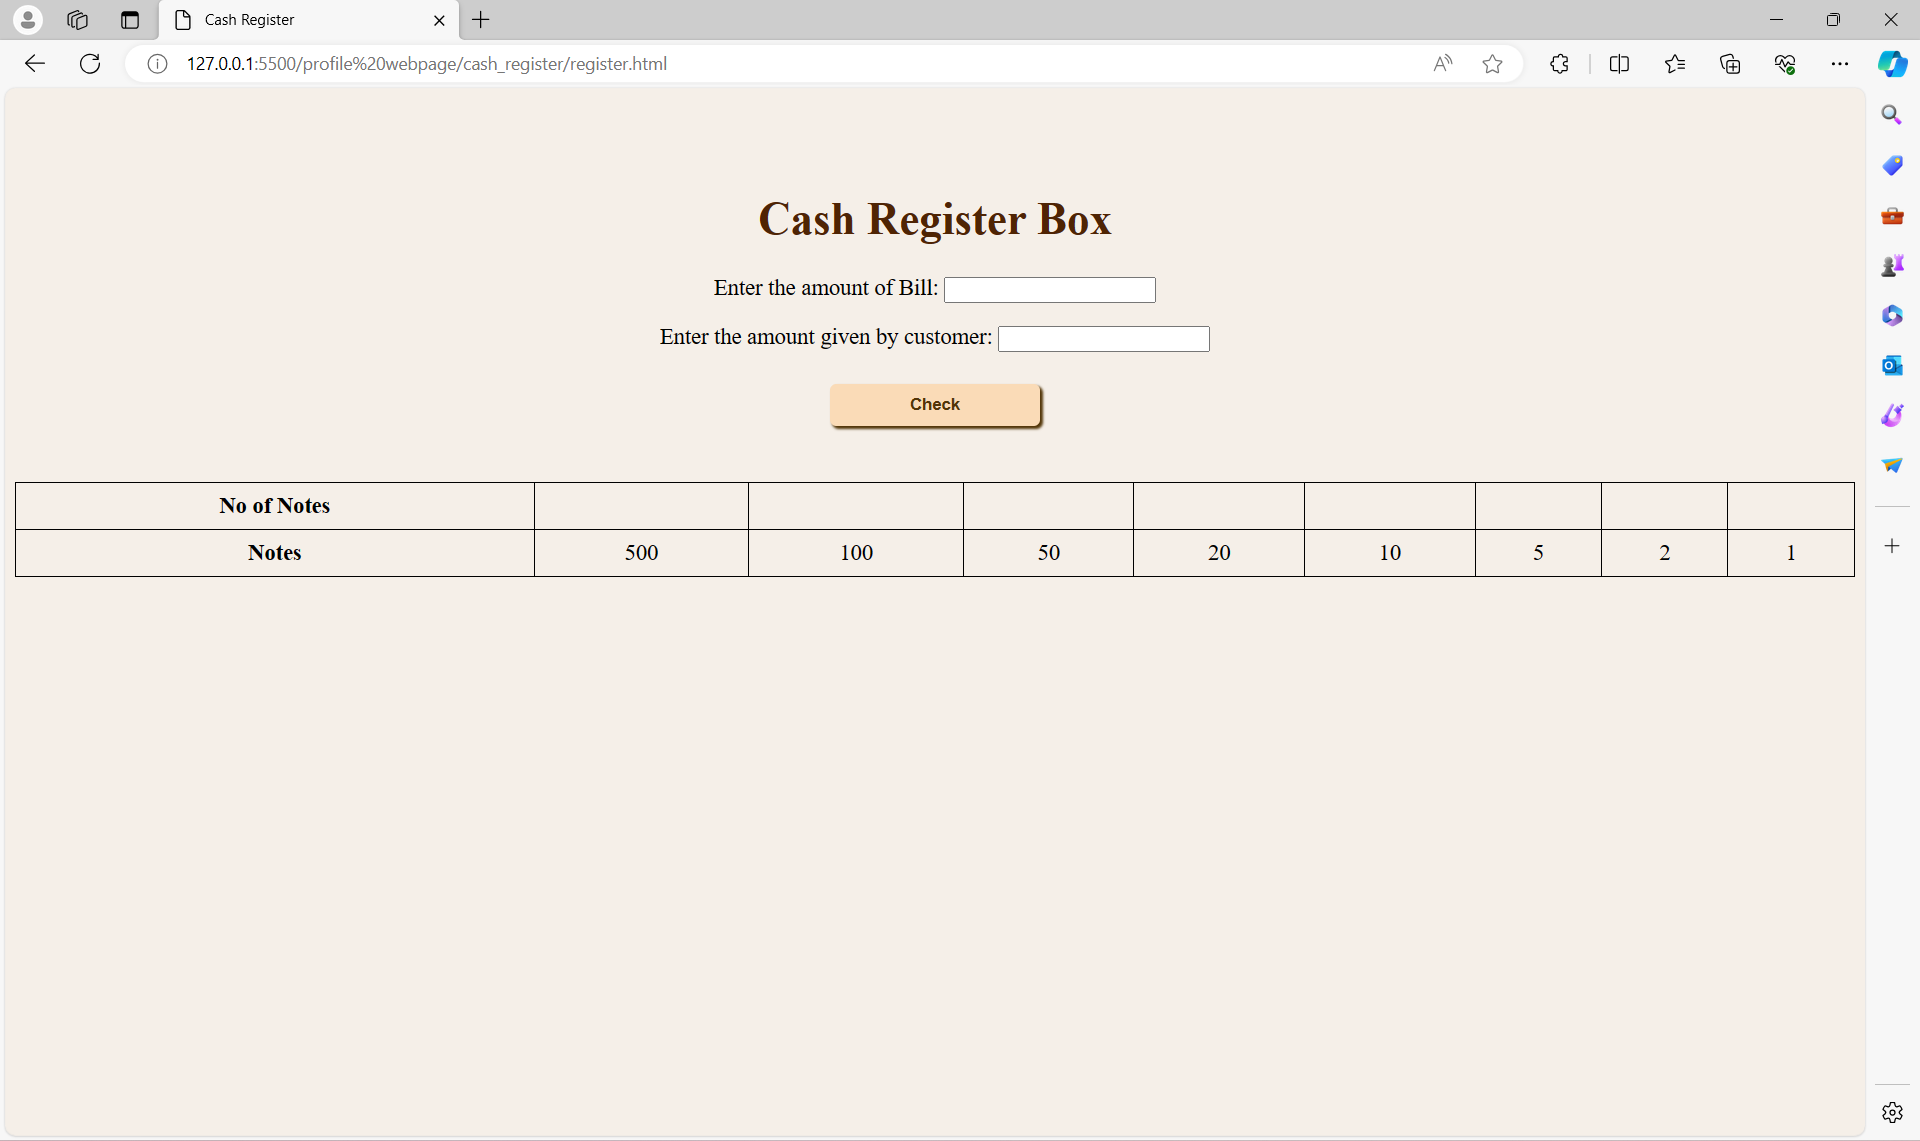 Cash Register
127.0.0.1:5500/profile%20webpage/cash_register/register.html
Cash Register Box
Enter the amount of Bill:
Enter the amount given by customer:
Check
No of Notes
Notes 500 100 50 20 10 5 2 1